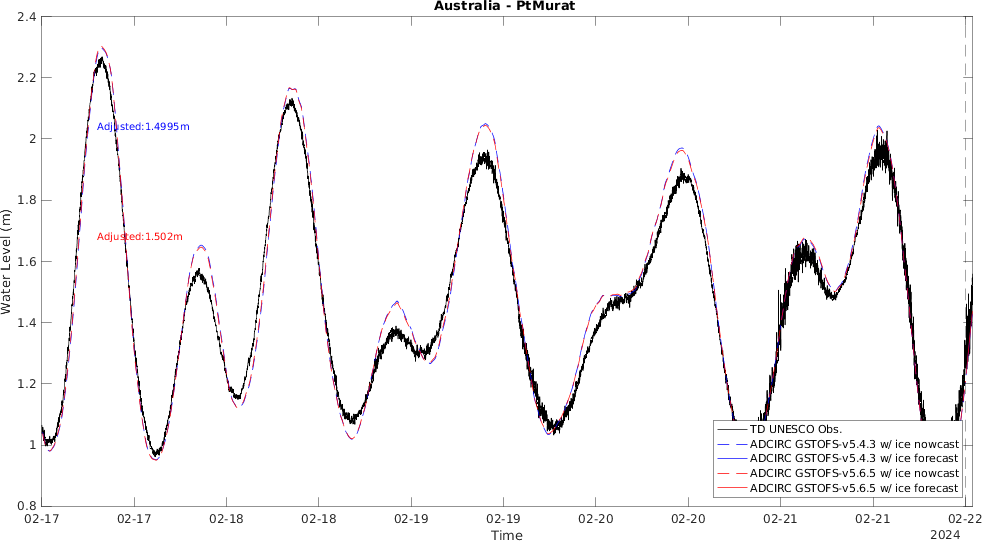 Australia - PtMurat
2.4
2.2
2
1.8
1.6
1.4
1.2
1
0.8
Water Level (m)
Adjusted:1.4995m
Adjusted:1.502m
TD UNESCO Obs.
ADCIRC GSTOFS-v5.4.3 w/ ice nowcast
ADCIRC GSTOFS-v5.4.3 w/ ice forecast
ADCIRC GSTOFS-v5.6.5 w/ ice nowcast
ADCIRC GSTOFS-v5.6.5 w/ ice forecast
02-17 02-17 02-18 02-18 02-19 02-19 02-20 02-20 02-21 02-21 02-22
Time
2024